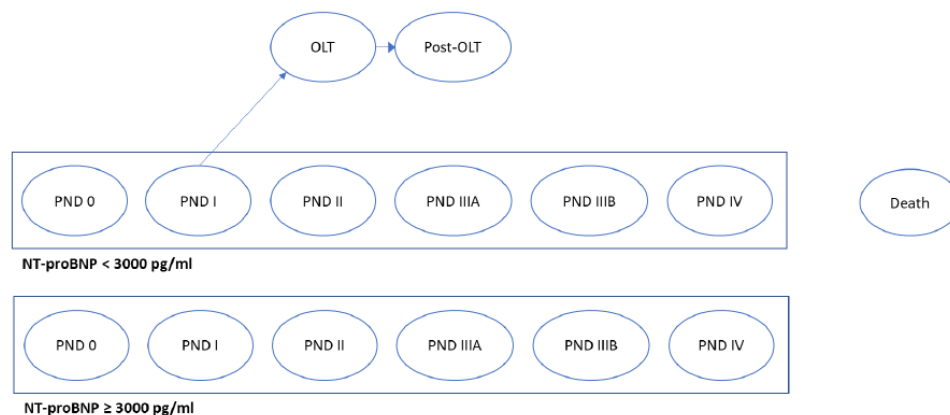 OLT
Post-OLT
PND 0
PND I
PND II
PND IIIA
PND IIIB
PND IV
Death
NT-proBNP < 3000 pg/ml
PND 0
PND I
PND II
PND IIIA
PND IIIB
PND IV
NT-proBNP ≥ 3000 pg/ml